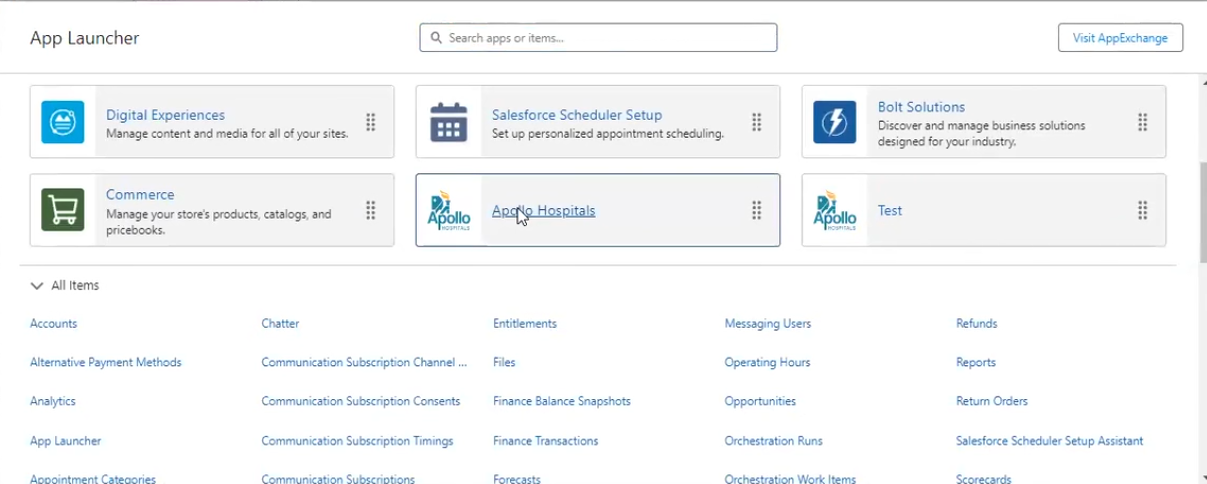 App Launcher
Search apps or items...
Visit AppExchange
Digital Experiences
Manage content and media for all of your sites.
Salesforce Scheduler Setup
Set up personalized appointment scheduling.
Bolt Solutions
Discover and manage business solutions
designed for your industry.
Commerce
Manage your store's products, catalogs, and
pricebooks.
Apollo
HOSPITALS
Apollo Hospitals
Apollo
HOSPITALS
Test
All Items
Accounts
Chatter
Entitlements
Messaging Users
Refunds
Alternative Payment Methods
Communication Subscription Channel ...
Files
Operating Hours
Reports
Analytics
Communication Subscription Consents
Finance Balance Snapshots
Opportunities
Return Orders
App Launcher
Communication Subscription Timings
Finance Transactions
Orchestration Runs
Salesforce Scheduler Setup Assistant
Appointment Categories
Communication Subscriptions
Forecasts
Orchestration Work Items
Scorecards